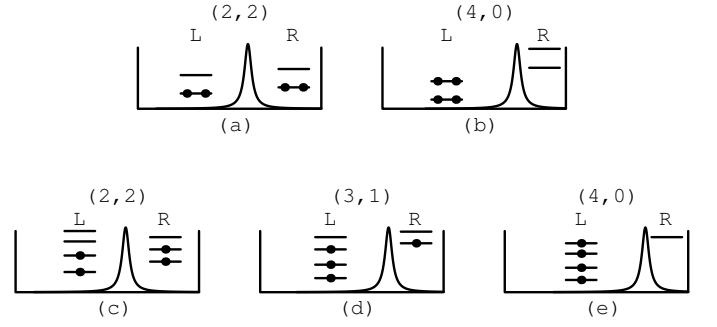 (2,2) (4,0)
L R L R
(a) (b)
(2,2) (3,1) (4,0)
L R L R L R
(c) (d) (e)